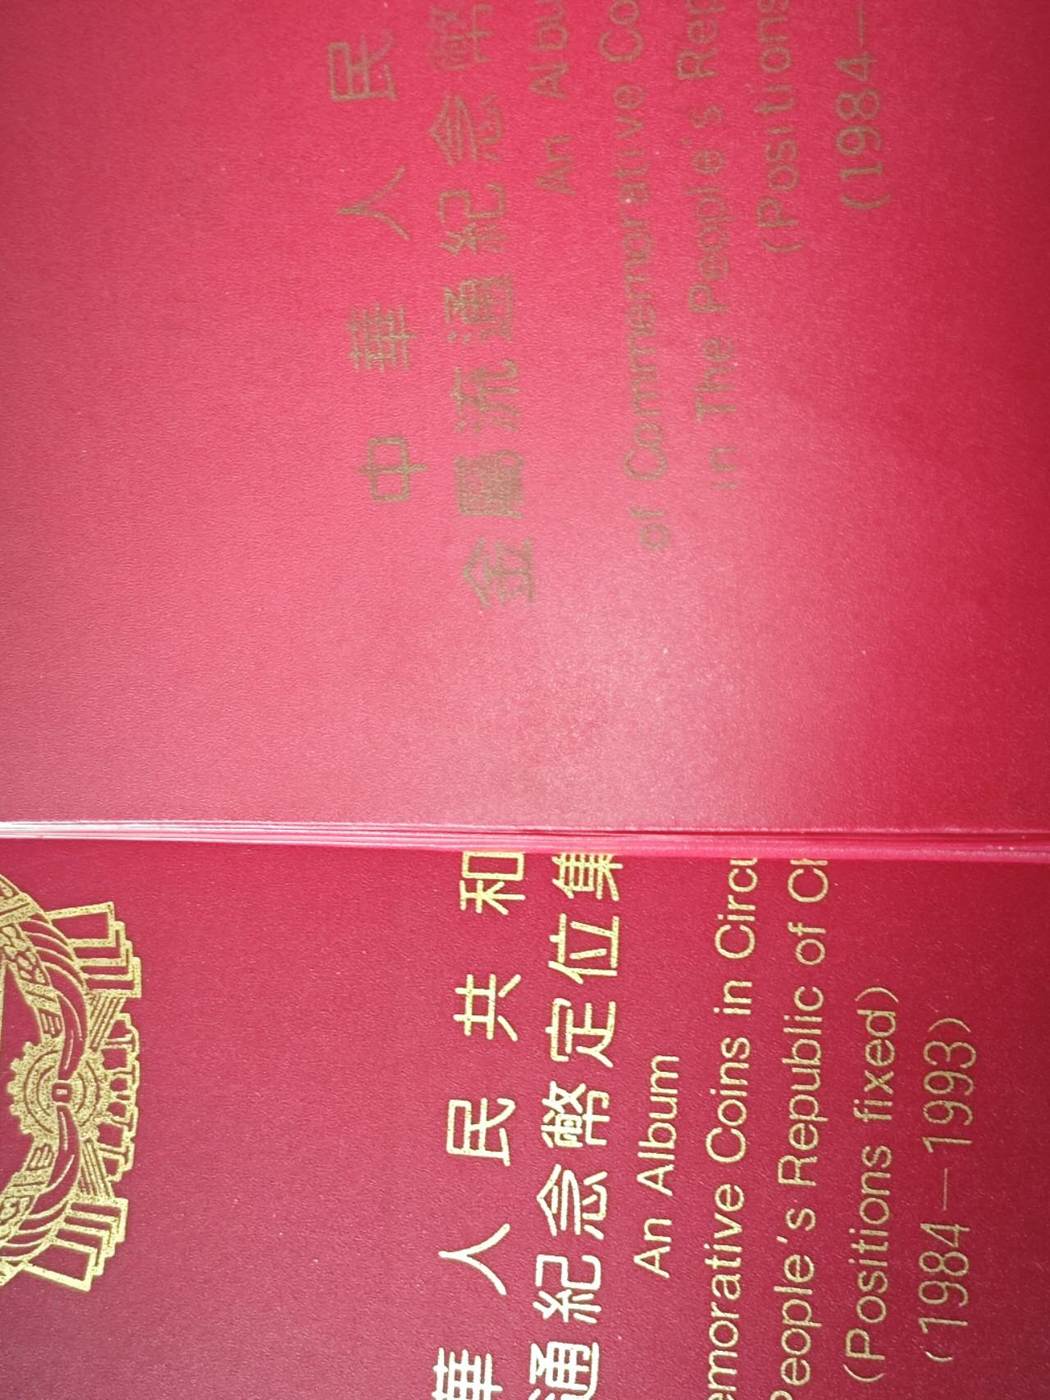 華人民共和
通紀念幣定位集
An Album
emorative Coins in Circu
People's Republic of Ch
(Positions fixed)
(1984—1993)
中華人民
金屬流通紀念幣
An Albu
of Commemorative Co
in The People's Rep
(Positions
(1984—